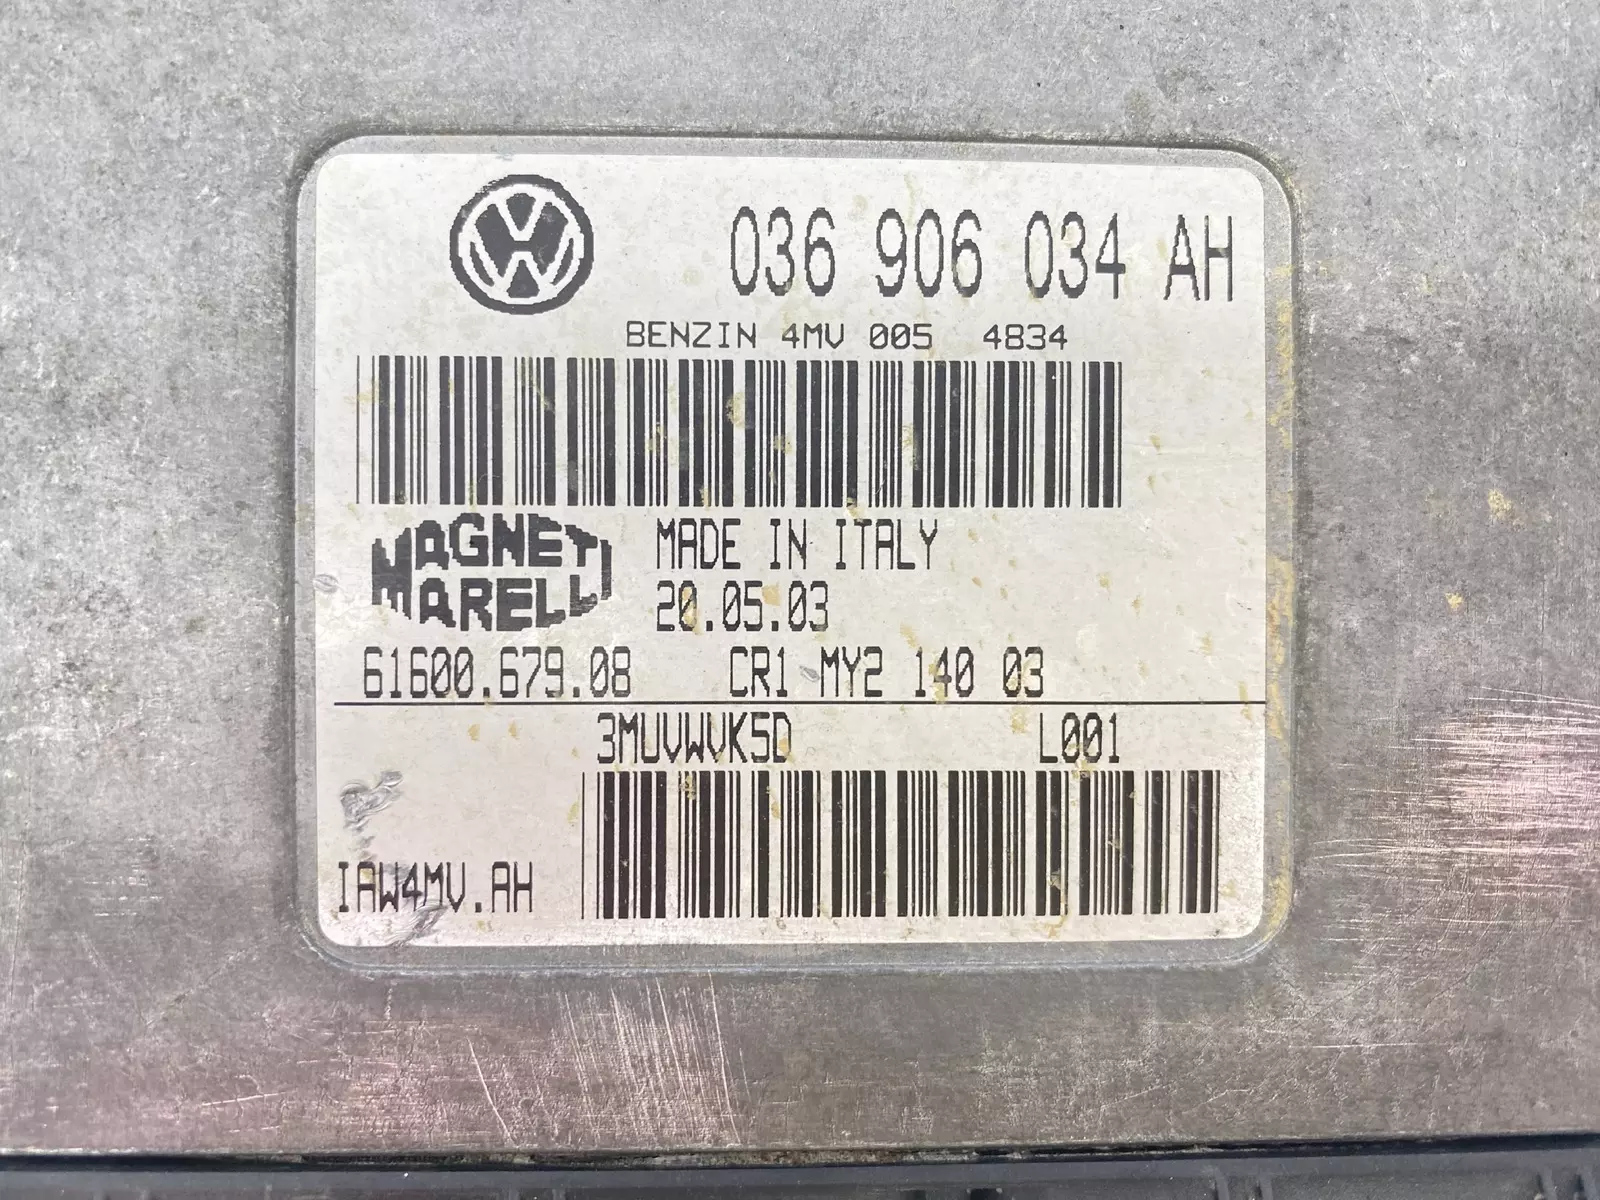 036 906 034 AH
BENZIN 4MV 005 4834
MAGNETI
MARELLI
MADE IN ITALY
20.05.03
61600.679.08 CR1 MY2 140 03
3MUVWVK5D L001
IAW4MV.AH